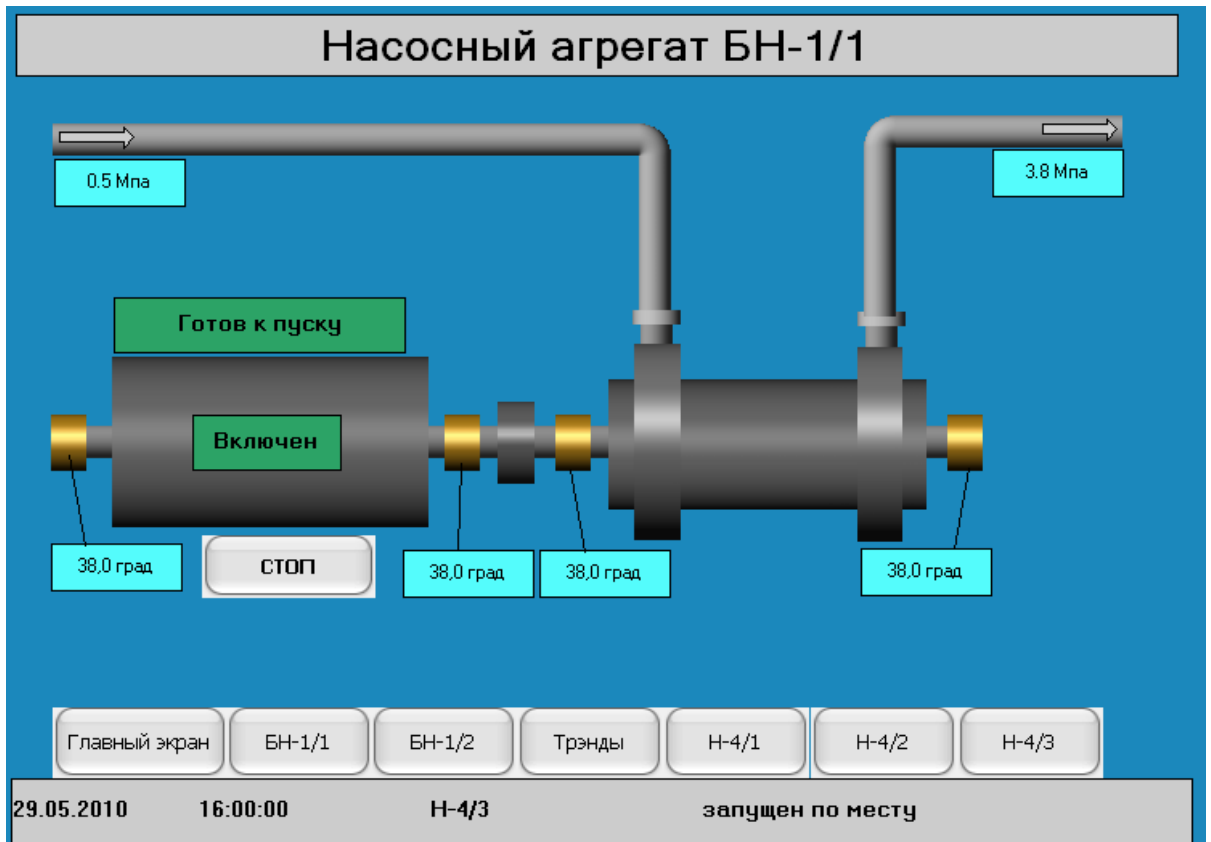 Насосный агрегат БН-1/1
0.5 Мпа
3.8 Мпа
Готов к пуску
Включен
38,0 град
СТОП
38,0 град
38,0 град
38,0 град
Главный экран
БН-1/1
БН-1/2
Трэнды
Н-4/1
Н-4/2
Н-4/3
29.05.2010 16:00:00 Н-4/3 запущен по месту